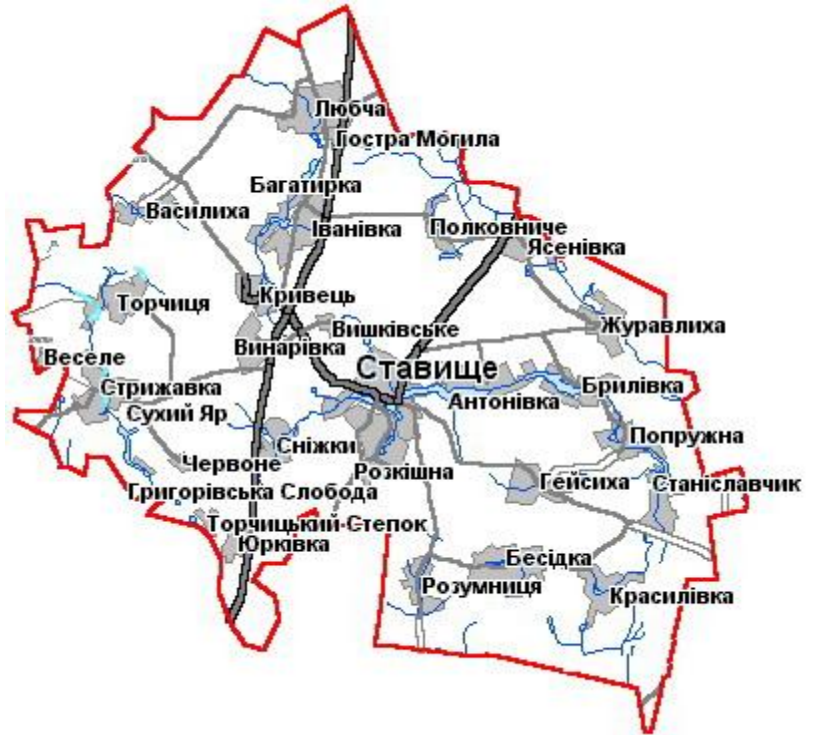 Любча
Гостра Могила
Багатирка
Василиха
Іванівка
Полковниче
Ясенівка
Торчиця
Кривець
Вишківське
Журавлиха
Винарівка
Веселе
Ставище
Стрижавка
Брилівка
Антонівка
Сухий Яр
Сніжки
Попружна
Червоне
Розкішна
Гейсиха
Станіславчик
Григорівська Слобода
Торчицький Степок
Юрківка
Бесідка
Розумниця
Красилівка